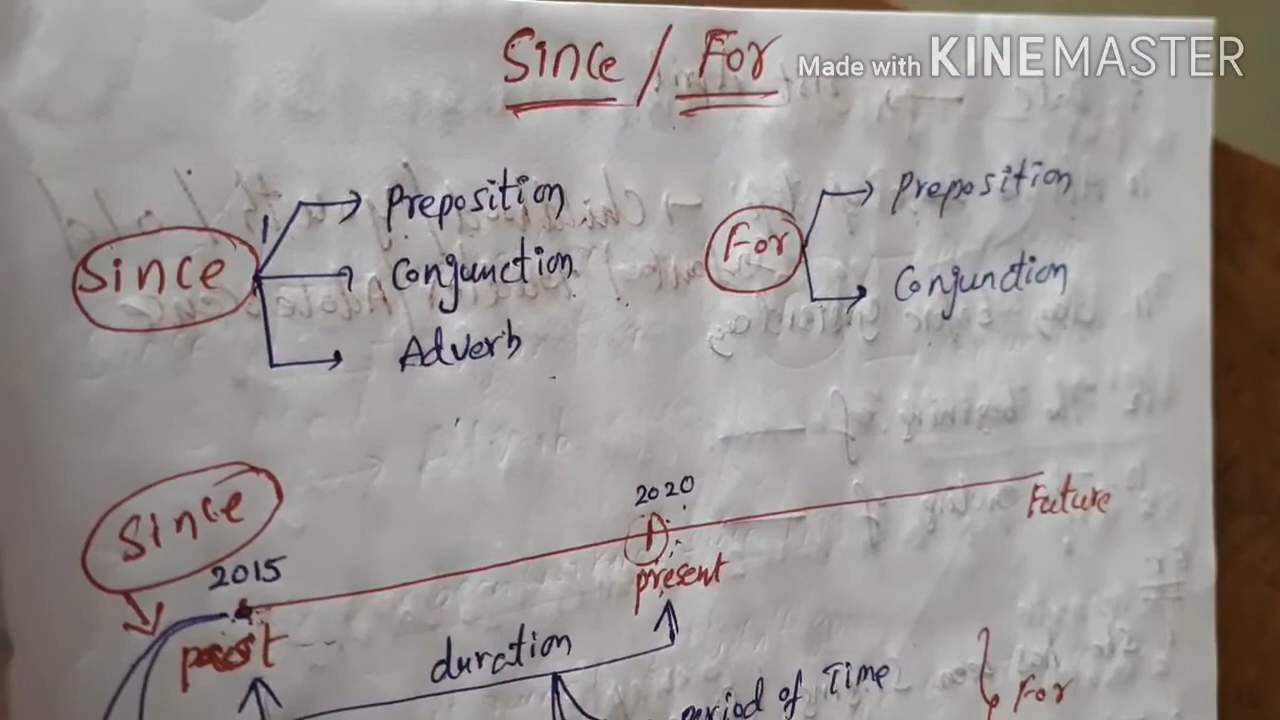 Since / For
Made with KINEMASTER
Since
Preposition
Conjunction
Adverb
For
Preposition
Conjunction
Since
2015
past
2020
present
Future
duration
period of Time
For